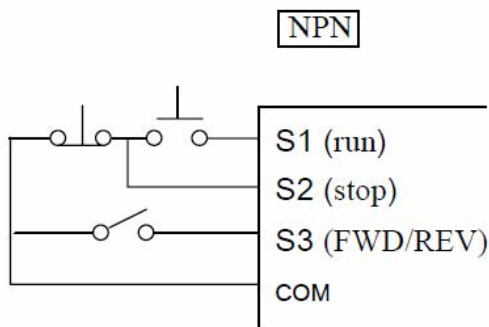 NPN
S1 (run)
S2 (stop)
S3 (FWD/REV)
COM